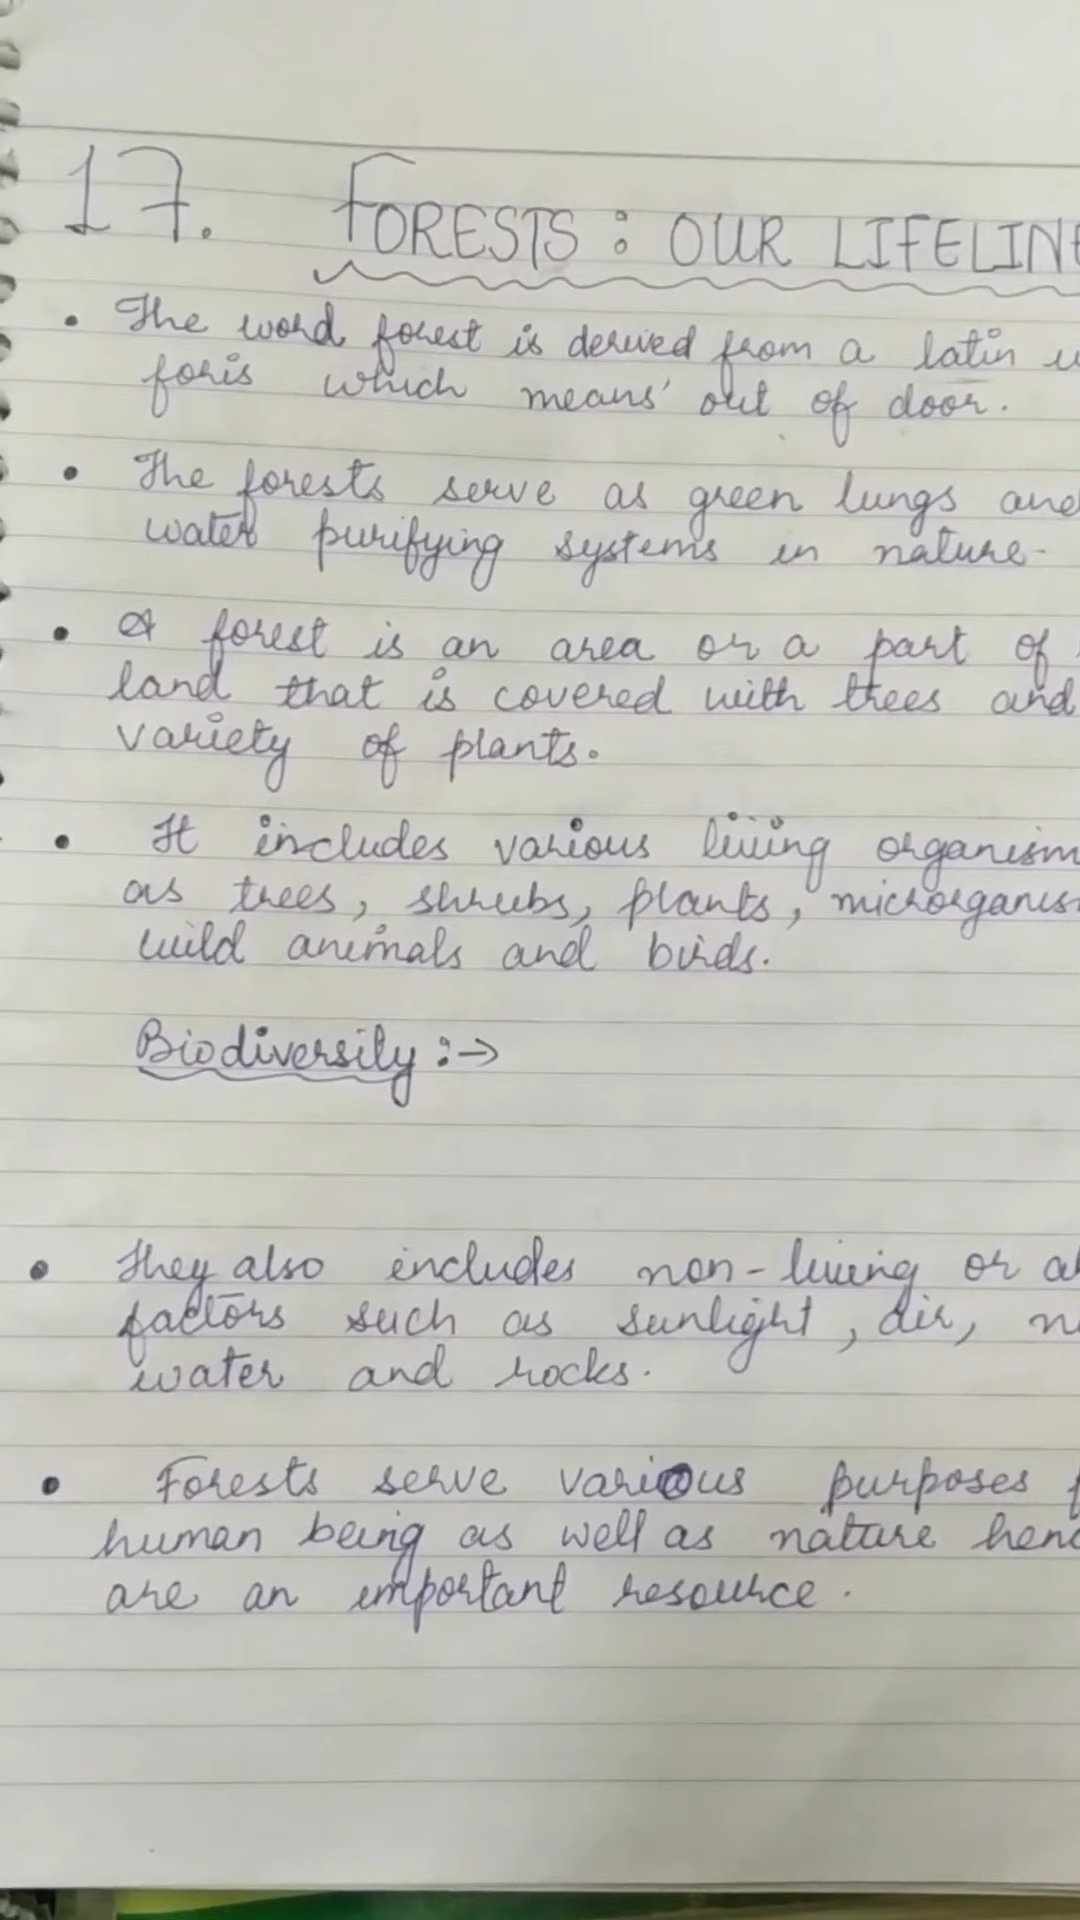 17. FORESTS : OUR LIFELINE
• The word forest is derived from a latin
foris which means' out of door.
• The forests serve as green lungs and
water purifying systems in nature-
• A forest is an area or a part of
land that is covered with trees and
variety of plants.
• It includes various living organism
as trees, shrubs, plants, microrganis
wild animals and birds.
Biodiversity :->
• They also includes non-living or
factors such as sunlight, air,
water and rocks.
• Forests serve various purposes
human being as well as nature
are an important resource.